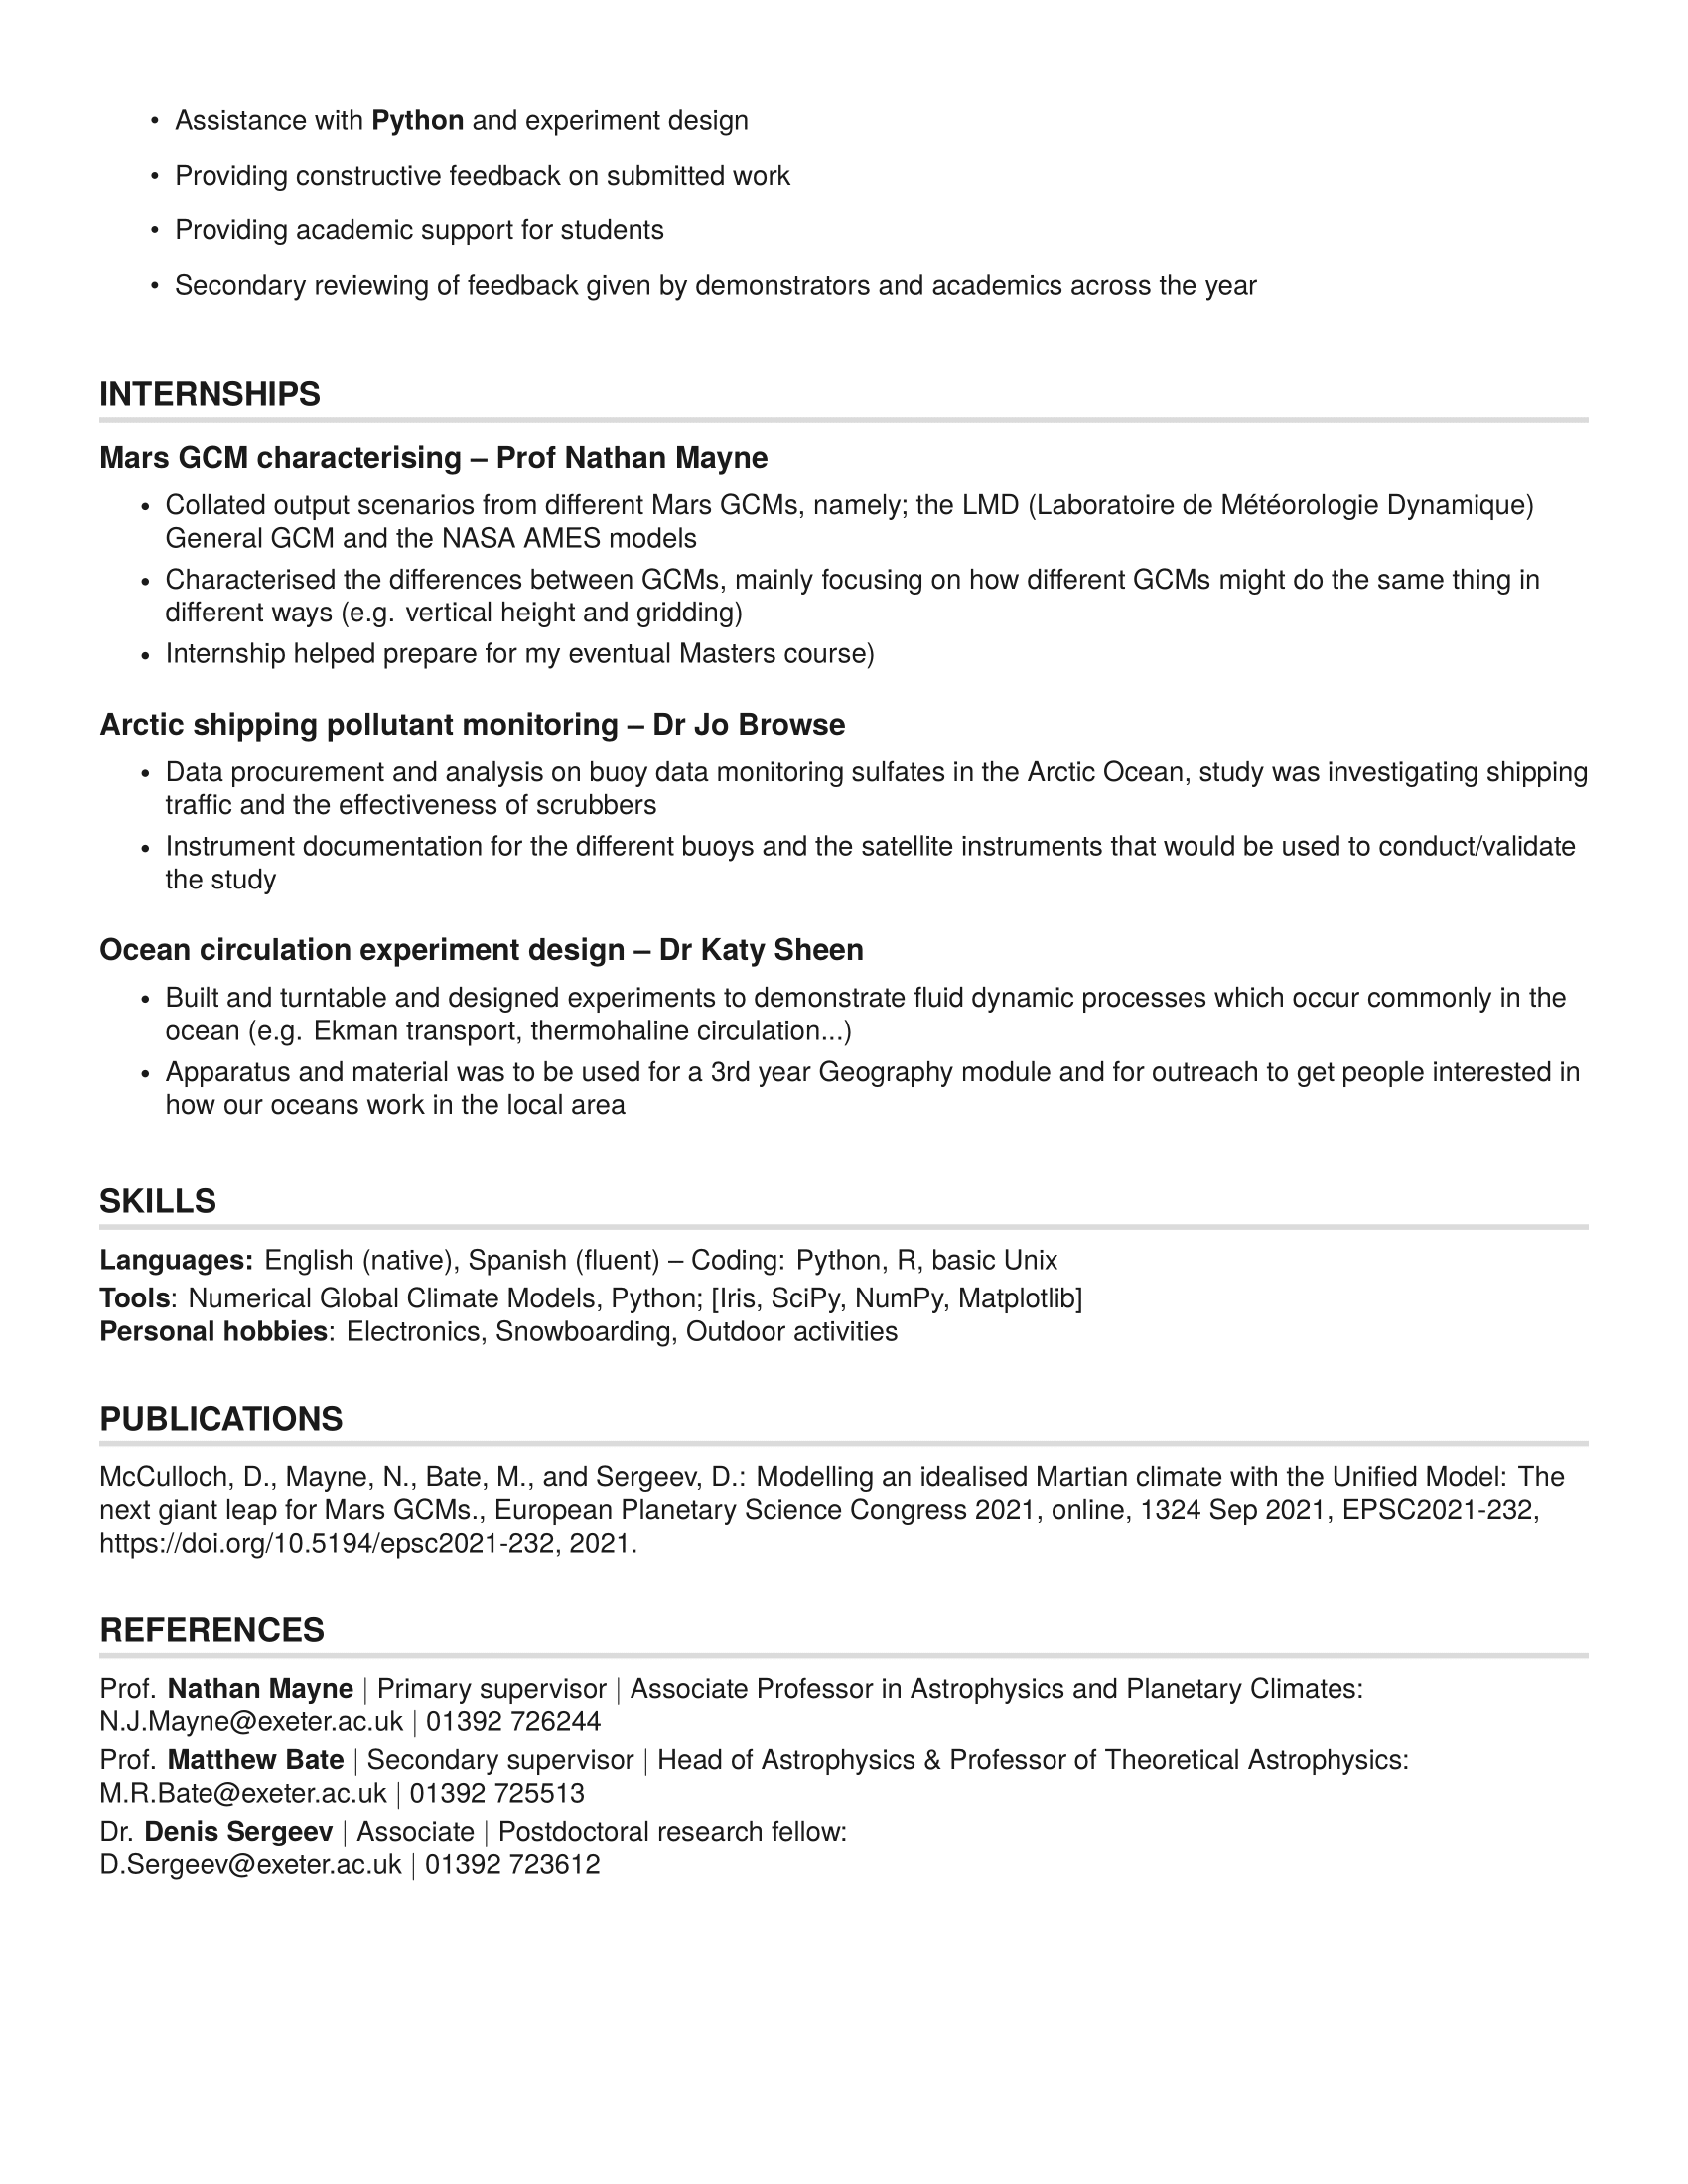 • Assistance with Python and experiment design
• Providing constructive feedback on submitted work
• Providing academic support for students
• Secondary reviewing of feedback given by demonstrators and academics across the year
INTERNSHIPS
Mars GCM characterising – Prof Nathan Mayne
• Collated output scenarios from different Mars GCMs, namely; the LMD (Laboratoire de Météorologie Dynamique)
General GCM and the NASA AMES models
• Characterised the differences between GCMs, mainly focusing on how different GCMs might do the same thing in
different ways (e.g. vertical height and gridding)
• Internship helped prepare for my eventual Masters course)
Arctic shipping pollutant monitoring – Dr Jo Browse
• Data procurement and analysis on buoy data monitoring sulfates in the Arctic Ocean, study was investigating shipping
traffic and the effectiveness of scrubbers
• Instrument documentation for the different buoys and the satellite instruments that would be used to conduct/validate
the study
Ocean circulation experiment design – Dr Katy Sheen
• Built and turntable and designed experiments to demonstrate fluid dynamic processes which occur commonly in the
ocean (e.g. Ekman transport, thermohaline circulation...)
• Apparatus and material was to be used for a 3rd year Geography module and for outreach to get people interested in
how our oceans work in the local area
SKILLS
Languages: English (native), Spanish (fluent) – Coding: Python, R, basic Unix
Tools: Numerical Global Climate Models, Python; [Iris, SciPy, NumPy, Matplotlib]
Personal hobbies: Electronics, Snowboarding, Outdoor activities
PUBLICATIONS
McCulloch, D., Mayne, N., Bate, M., and Sergeev, D.: Modelling an idealised Martian climate with the Unified Model: The
next giant leap for Mars GCMs., European Planetary Science Congress 2021, online, 1324 Sep 2021, EPSC2021-232,
https://doi.org/10.5194/epsc2021-232, 2021.
REFERENCES
Prof. Nathan Mayne | Primary supervisor | Associate Professor in Astrophysics and Planetary Climates:
N.J.Mayne@exeter.ac.uk | 01392 726244
Prof. Matthew Bate | Secondary supervisor | Head of Astrophysics & Professor of Theoretical Astrophysics:
M.R.Bate@exeter.ac.uk | 01392 725513
Dr. Denis Sergeev | Associate | Postdoctoral research fellow:
D.Sergeev@exeter.ac.uk | 01392 723612